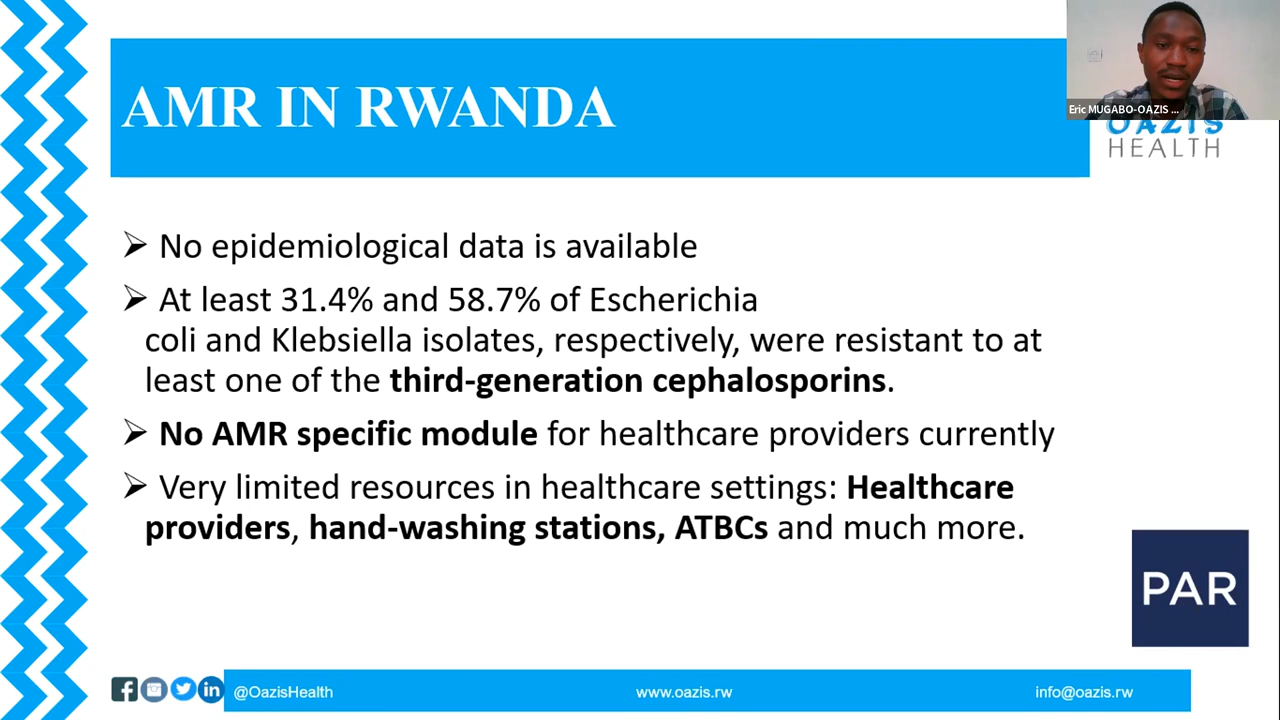 AMR IN RWANDA
Eric MUGABO-OAZIS ...
OAZIS
HEALTH
➢ No epidemiological data is available
➢ At least 31.4% and 58.7% of Escherichia
coli and Klebsiella isolates, respectively, were resistant to at
least one of the third-generation cephalosporins.
➢ No AMR specific module for healthcare providers currently
➢ Very limited resources in healthcare settings: Healthcare
providers, hand-washing stations, ATBCs and much more.
PAR
@OazisHealth
www.oazis.rw
info@oazis.rw